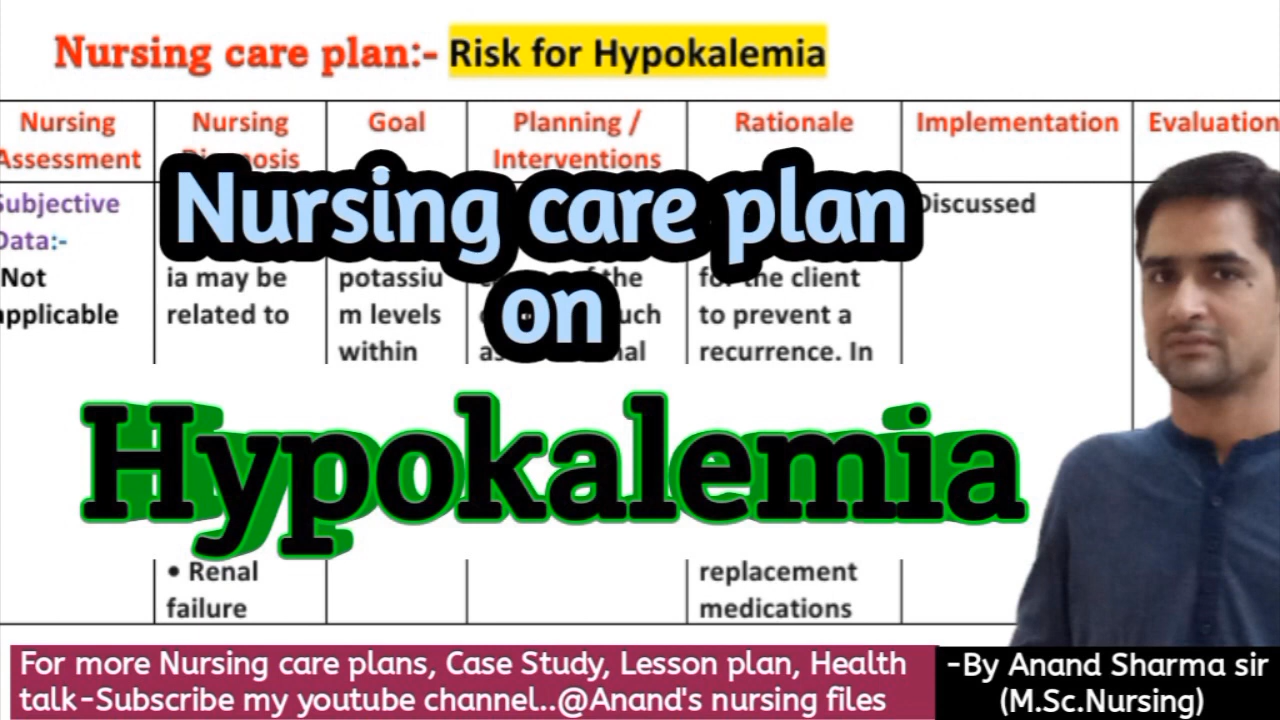 Nursing care plan:- Risk for Hypokalemia
Nursing
Assessment
Nursing
Goal
Planning /
Interventions
Rationale
Implementation
Evaluation
Subjective
Data:-
Not
applicable
ia may be
related to
potassiu
m levels
within
the
for the client
to prevent a
recurrence. In
Discussed
Nursing care plan
on
Hypokalemia
• Renal
failure
replacement
medications
For more Nursing care plans, Case Study, Lesson plan, Health
talk-Subscribe my youtube channel..@Anand's nursing files
-By Anand Sharma sir
(M.Sc.Nursing)